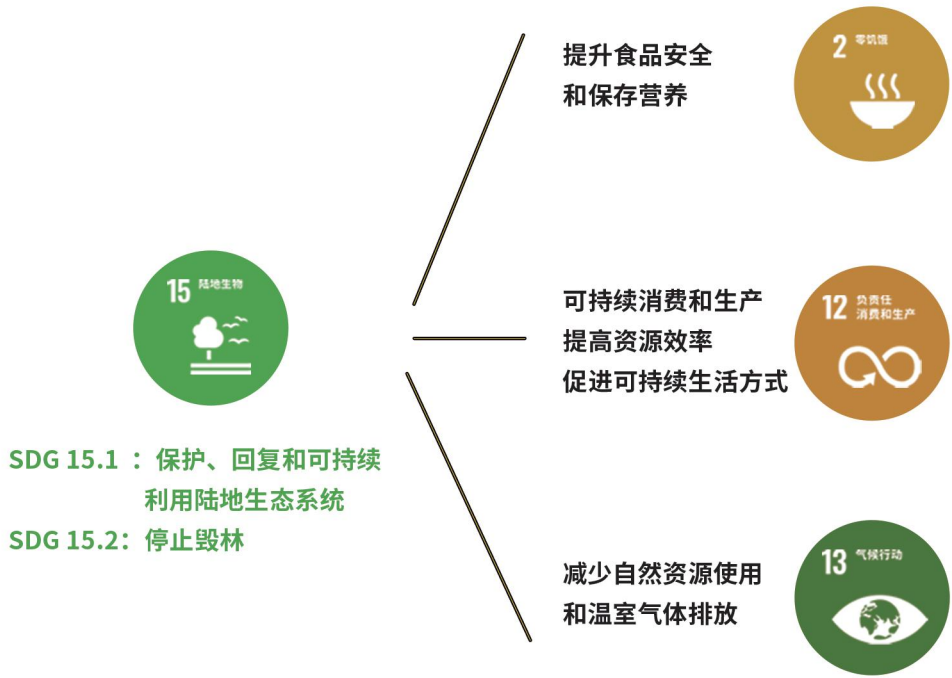 提升食品安全
和保存营养
2 零饥饿
15 陆地生物
可持续消费和生产
提高资源效率
促进可持续生活方式
12 负责任
消费和生产
SDG 15.1 ：保护、回复和可持续
利用陆地生态系统
SDG 15.2：停止毁林
减少自然资源使用
和温室气体排放
13 气候行动